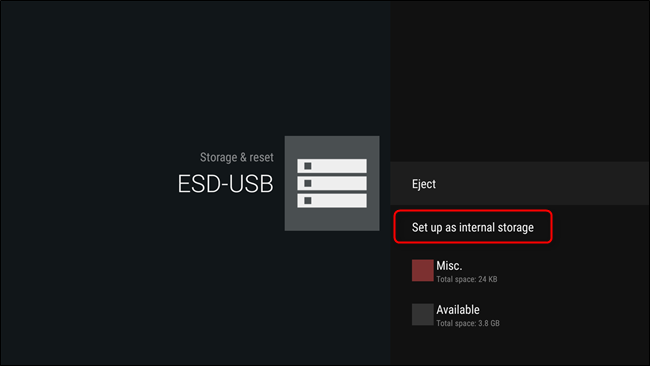 Storage & reset
ESD-USB
Eject
Set up as internal storage
Misc.
Total space: 24 KB
Available
Total space: 3.8 GB